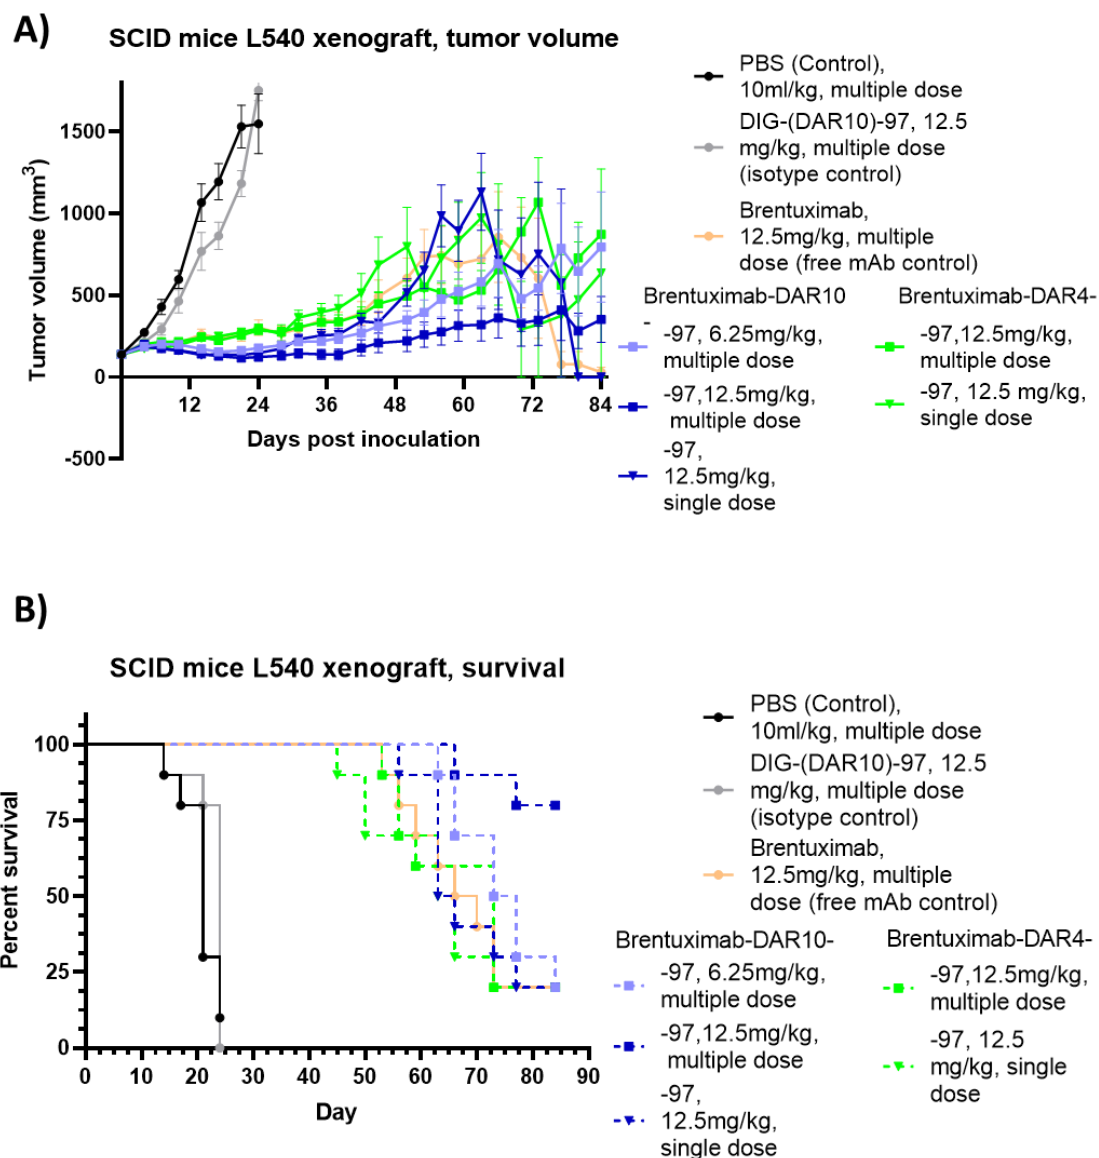 A)
SCID mice L540 xenograft, tumor volume
Tumor volume (mm³)
1500
1000
500
0
-500
12
24
36
48
60
72
84
Days post inoculation
PBS (Control),
10ml/kg, multiple dose
DIG-(DAR10)-97, 12.5
mg/kg, multiple dose
(isotype control)
Brentuximab,
12.5mg/kg, multiple
dose (free mAb control)
Brentuximab-DAR10
-
-97, 6.25mg/kg,
multiple dose
-97,12.5mg/kg,
multiple dose
-97,
12.5mg/kg,
single dose
Brentuximab-DAR4-
-97,12.5mg/kg,
multiple dose
-97, 12.5 mg/kg,
single dose
B)
SCID mice L540 xenograft, survival
Percent survival
100
75
50
25
0
0
10
20
30
40
50
60
70
80
90
Day
PBS (Control),
10ml/kg, multiple dose
DIG-(DAR10)-97, 12.5
mg/kg, multiple dose
(isotype control)
Brentuximab,
12.5mg/kg, multiple
dose (free mAb control)
Brentuximab-DAR10-
-97, 6.25mg/kg,
multiple dose
-97,12.5mg/kg,
multiple dose
-97,
12.5mg/kg,
single dose
Brentuximab-DAR4-
-97,12.5mg/kg,
multiple dose
-97, 12.5
mg/kg, single
dose